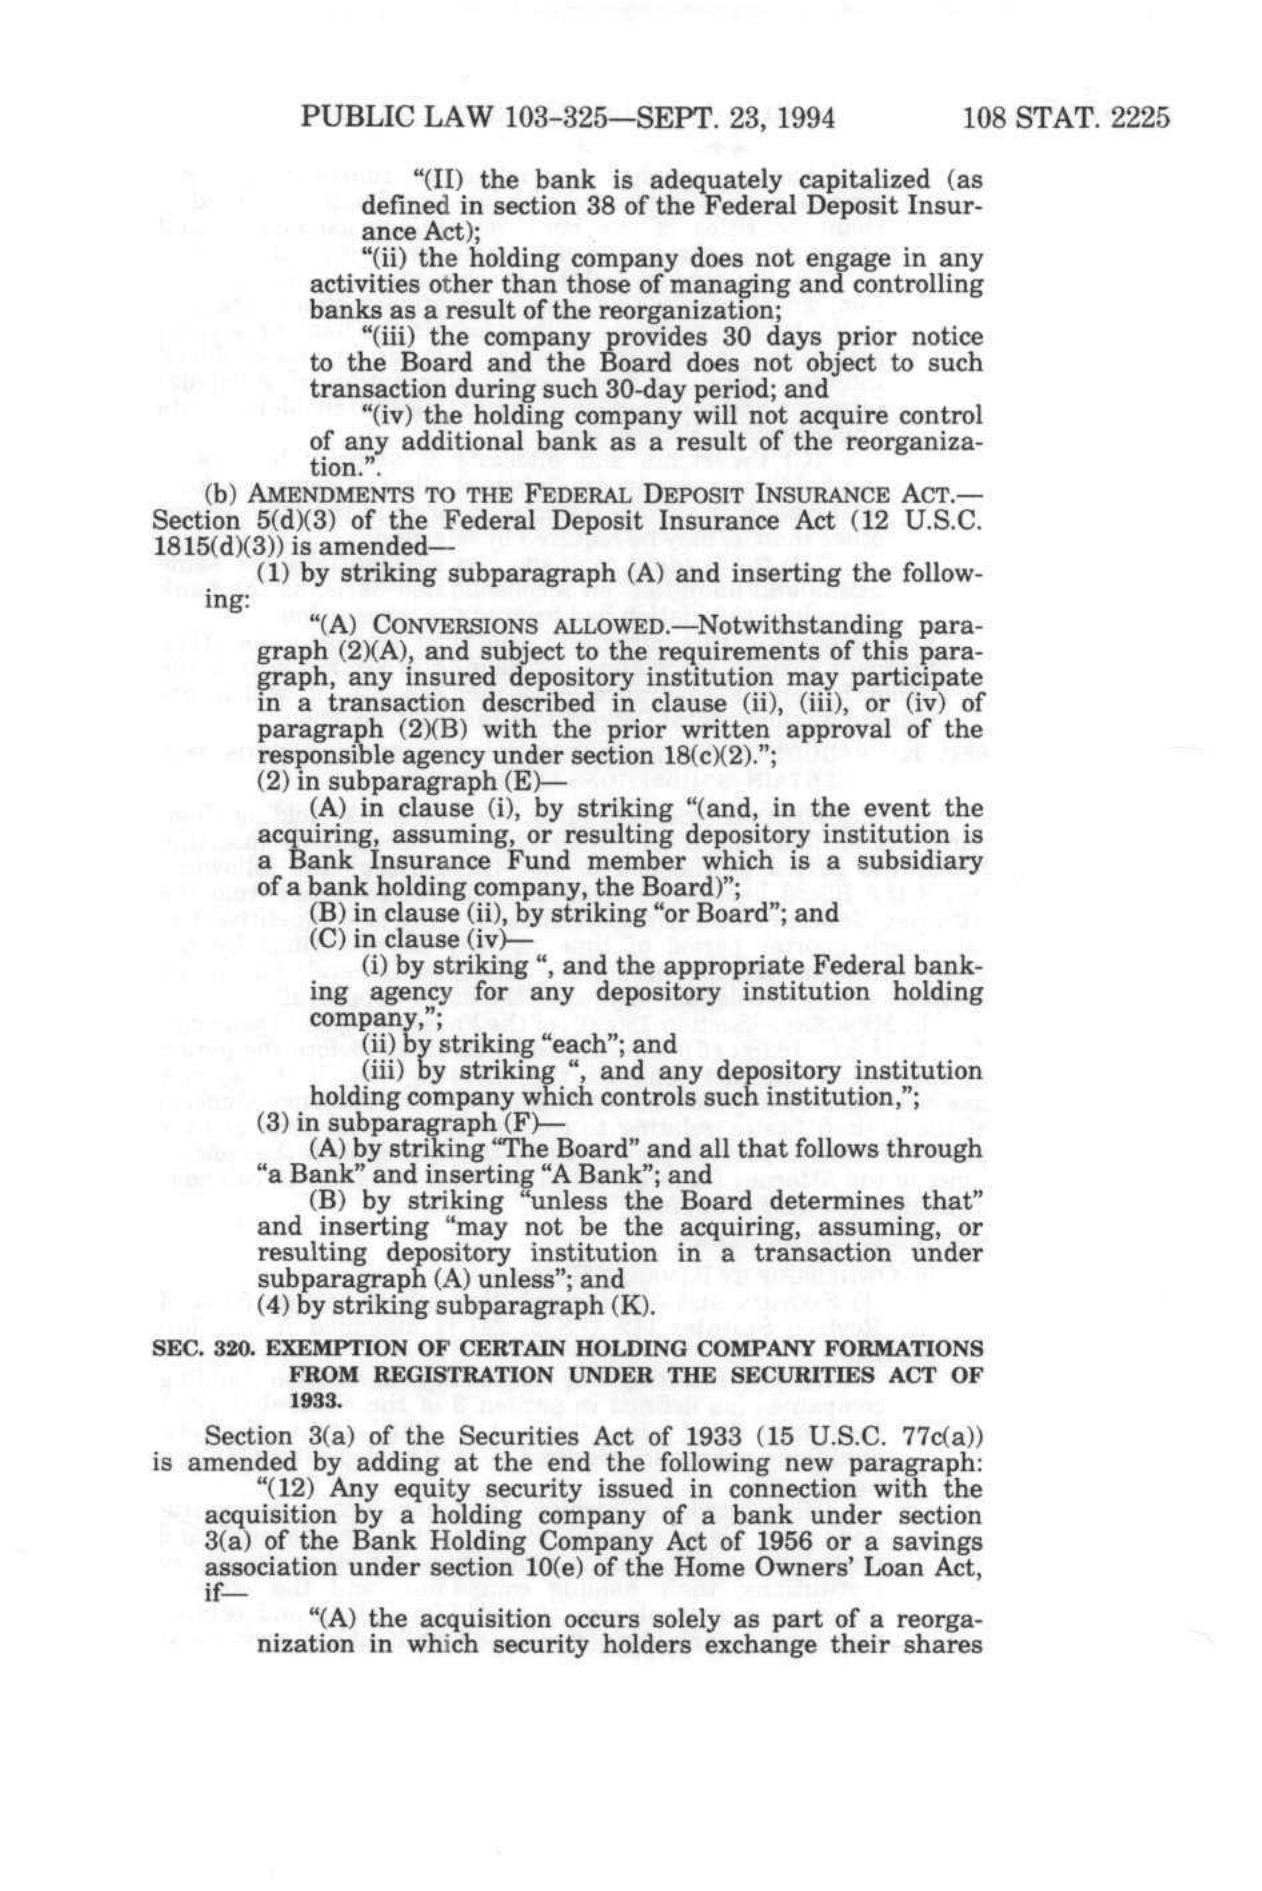 PUBLIC LAW 103–325—SEPT. 23, 1994 108 STAT. 2225
“(II) the bank is adequately capitalized (as
defined in section 38 of the Federal Deposit Insur-
ance Act);
“(ii) the holding company does not engage in any
activities other than those of managing and controlling
banks as a result of the reorganization;
“(iii) the company provides 30 days prior notice
to the Board and the Board does not object to such
transaction during such 30-day period; and
“(iv) the holding company will not acquire control
of any additional bank as a result of the reorganiza-
tion.”.
(b) AMENDMENTS TO THE FEDERAL DEPOSIT INSURANCE ACT.—
Section 5(d)(3) of the Federal Deposit Insurance Act (12 U.S.C.
1815(d)(3)) is amended—
(1) by striking subparagraph (A) and inserting the follow-
ing:
“(A) CONVERSIONS ALLOWED.—Notwithstanding para-
graph (2)(A), and subject to the requirements of this para-
graph, any insured depository institution may participate
in a transaction described in clause (ii), (iii), or (iv) of
paragraph (2)(B) with the prior written approval of the
responsible agency under section 18(c)(2).”;
(2) in subparagraph (E)—
(A) in clause (i), by striking “(and, in the event the
acquiring, assuming, or resulting depository institution is
a Bank Insurance Fund member which is a subsidiary
of a bank holding company, the Board)”;
(B) in clause (ii), by striking “or Board”; and
(C) in clause (iv)—
(i) by striking “, and the appropriate Federal bank-
ing agency for any depository institution holding
company,”;
(ii) by striking “each”; and
(iii) by striking “, and any depository institution
holding company which controls such institution,”;
(3) in subparagraph (F)—
(A) by striking “The Board” and all that follows through
“a Bank” and inserting “A Bank”; and
(B) by striking “unless the Board determines that”
and inserting “may not be the acquiring, assuming, or
resulting depository institution in a transaction under
subparagraph (A) unless”; and
(4) by striking subparagraph (K).
SEC. 320. EXEMPTION OF CERTAIN HOLDING COMPANY FORMATIONS
FROM REGISTRATION UNDER THE SECURITIES ACT OF
1933.
Section 3(a) of the Securities Act of 1933 (15 U.S.C. 77c(a))
is amended by adding at the end the following new paragraph:
“(12) Any equity security issued in connection with the
acquisition by a holding company of a bank under section
3(a) of the Bank Holding Company Act of 1956 or a savings
association under section 10(e) of the Home Owners’ Loan Act,
if—
“(A) the acquisition occurs solely as part of a reorga-
nization in which security holders exchange their shares